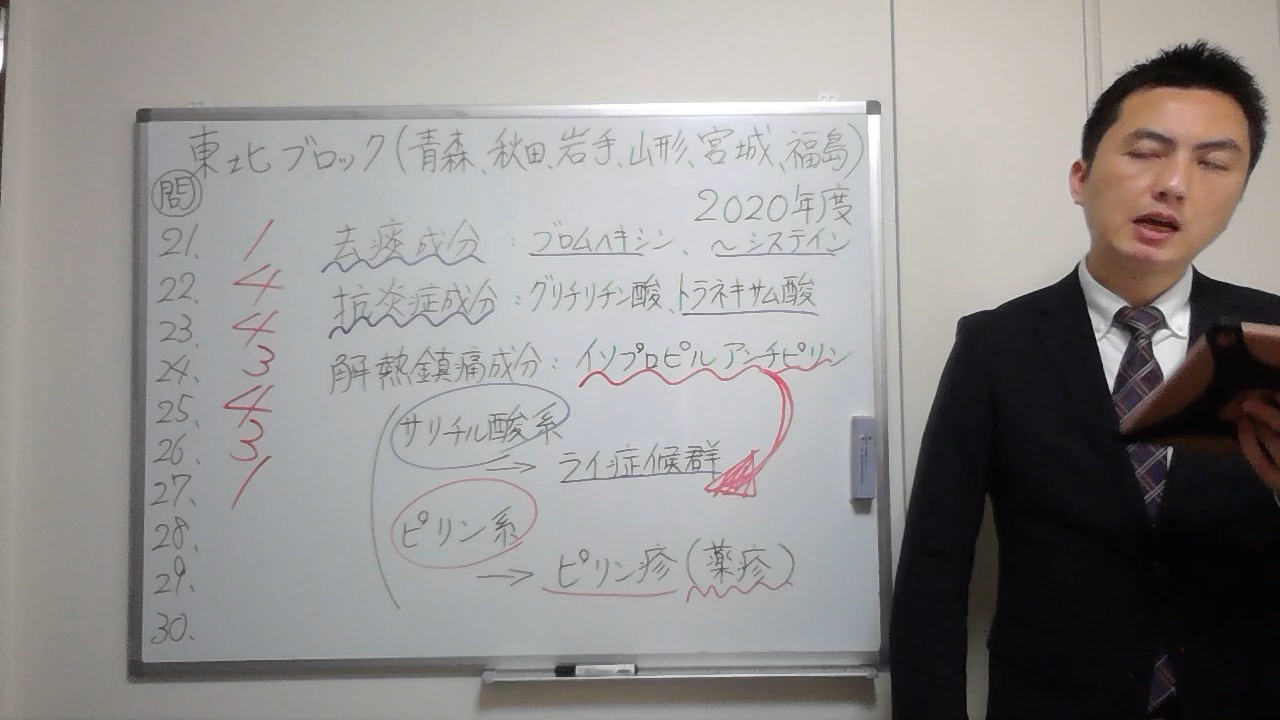 東北ブロック(青森、秋田、岩手、山形、宮城、福島)
問
2020年度
21. 1 去痰成分:ブロムヘキシン、〜システイン
22. 4 抗炎症成分:グリチリチン酸、トラネキサム酸
23. 4
24. 3 解熱鎮痛成分:イソプロピルアンチピリン
25. 4 サリチル酸系
26. 3 → ライ症候群
27. 1
28. ピリン系
29. → ピリン疹(薬疹)
30.